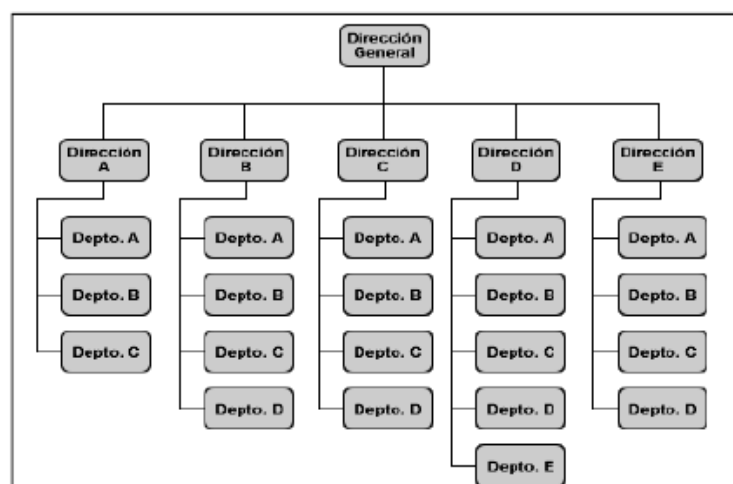 Dirección
General
Dirección
A
Dirección
B
Dirección
C
Dirección
D
Dirección
E
Depto. A
Depto. B
Depto. C
Depto. A
Depto. B
Depto. C
Depto. D
Depto. A
Depto. B
Depto. C
Depto. D
Depto. A
Depto. B
Depto. C
Depto. D
Depto. E
Depto. A
Depto. B
Depto. C
Depto. D